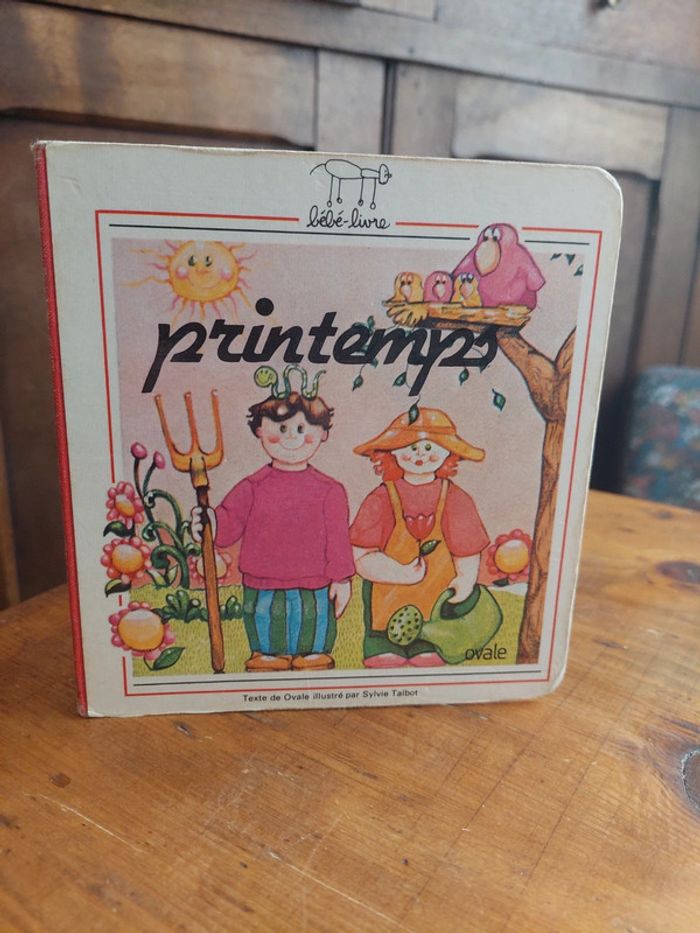 bébé-livre
printemps
ovale
Texte de Ovale illustré par Sylvie Talbot